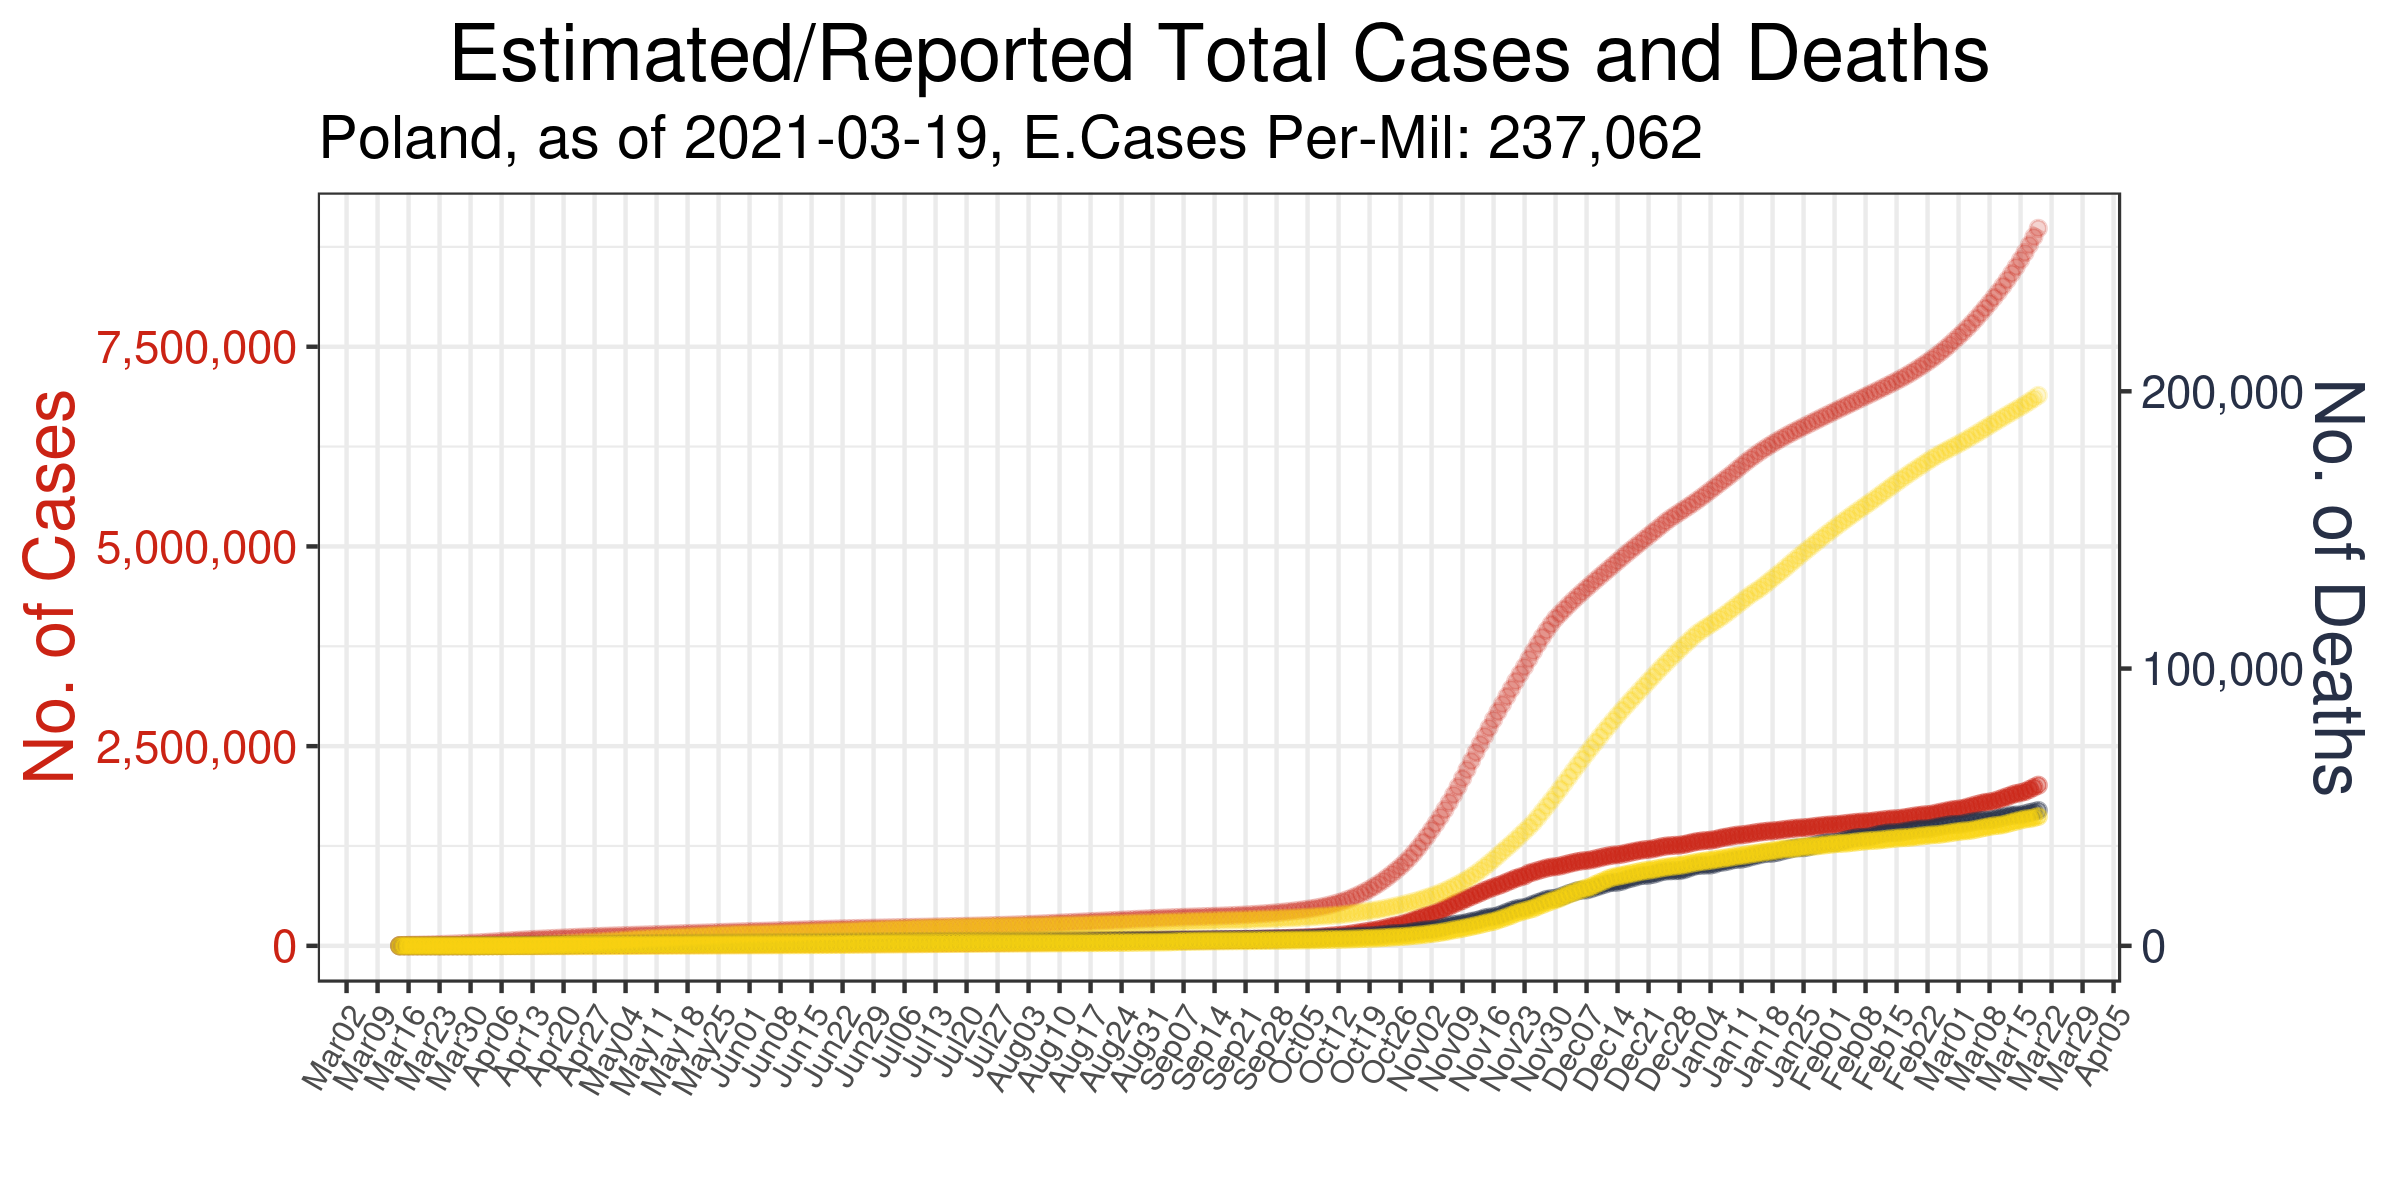 Estimated/Reported Total Cases and Deaths
Poland, as of 2021-03-19, E.Cases Per-Mil: 237,062
No. of Cases
7,500,000
5,000,000
2,500,000
0
200,000
100,000
0
No. of Deaths
Mar02
Mar09
Mar16
Mar23
Mar30
Apr06
Apr13
Apr20
Apr27
May04
May11
May18
May25
Jun01
Jun08
Jun15
Jun22
Jun29
Jul06
Jul13
Jul20
Jul27
Aug03
Aug10
Aug17
Aug24
Aug31
Sep07
Sep14
Sep21
Sep28
Oct05
Oct12
Oct19
Oct26
Nov02
Nov09
Nov16
Nov23
Nov30
Dec07
Dec14
Dec21
Dec28
Jan04
Jan11
Jan18
Jan25
Feb01
Feb08
Feb15
Feb22
Mar01
Mar08
Mar15
Mar22
Mar29
Apr05